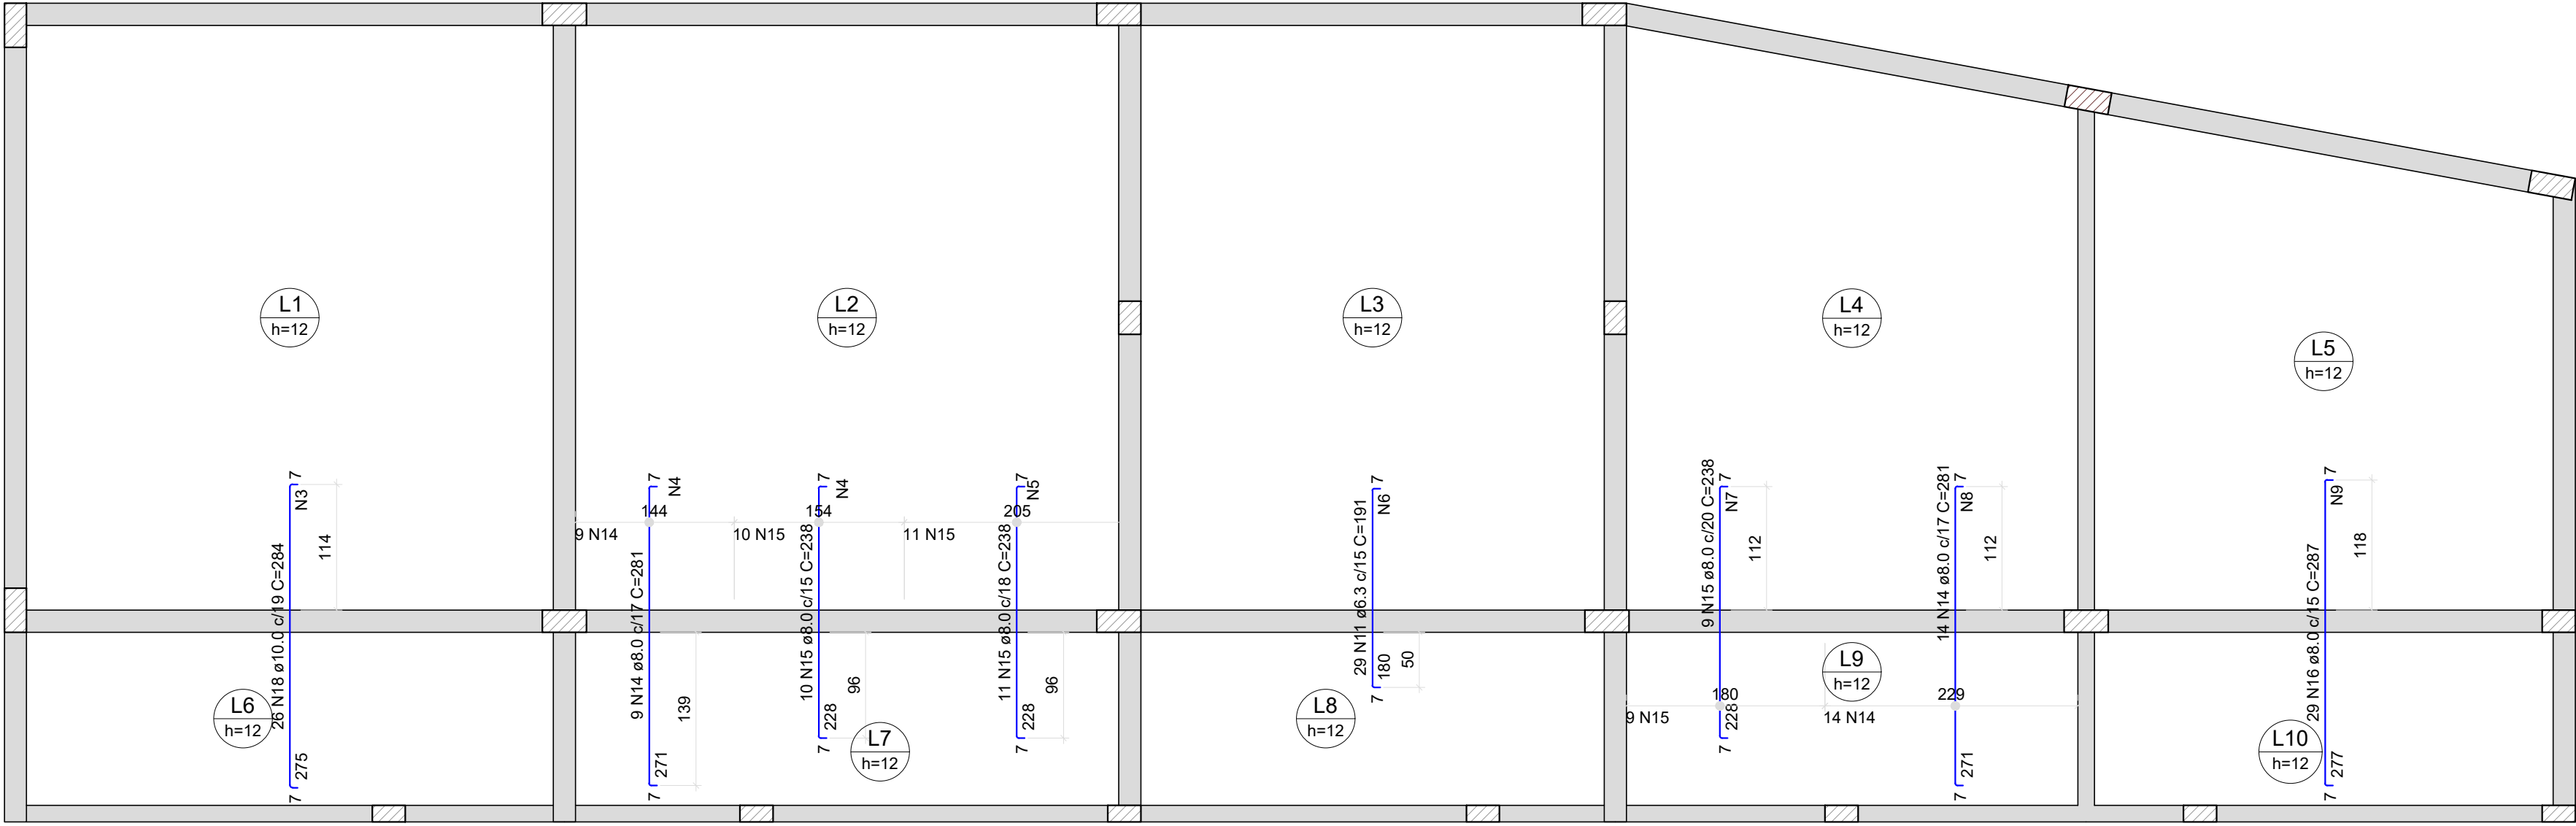 L1
h=12
L2
h=12
L3
h=12
L4
h=12
L5
h=12
7
N3
114
26 N18 ø10.0 c/19 C=284
275
7
7
N4
144
9 N14
9 N14 ø8.0 c/17 C=281
139
271
7
7
N4
154
10 N15
10 N15 ø8.0 c/15 C=238
96
228
7
7
N5
205
11 N15
11 N15 ø8.0 c/18 C=238
96
228
7
7
N6
29 N11 ø6.3 c/15 C=191
180
50
7
7
N7
112
9 N15 ø8.0 c/20 C=238
180
9 N15
228
7
7
N8
112
14 N14 ø8.0 c/17 C=281
229
14 N14
271
7
7
N9
118
29 N16 ø8.0 c/15 C=287
277
7
L6
h=12
L7
h=12
L8
h=12
L9
h=12
L10
h=12